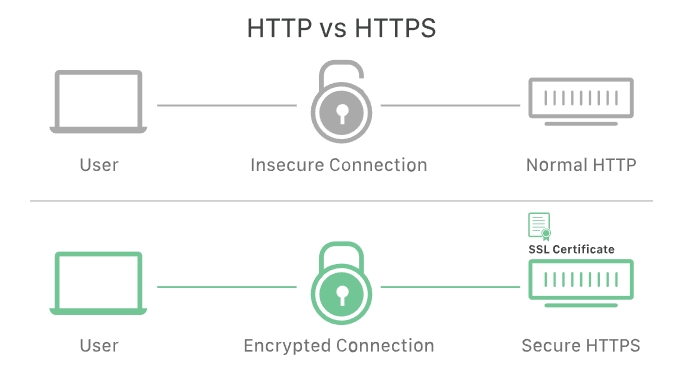 HTTP vs HTTPS
User
Insecure Connection
Normal HTTP
SSL Certificate
User
Encrypted Connection
Secure HTTPS